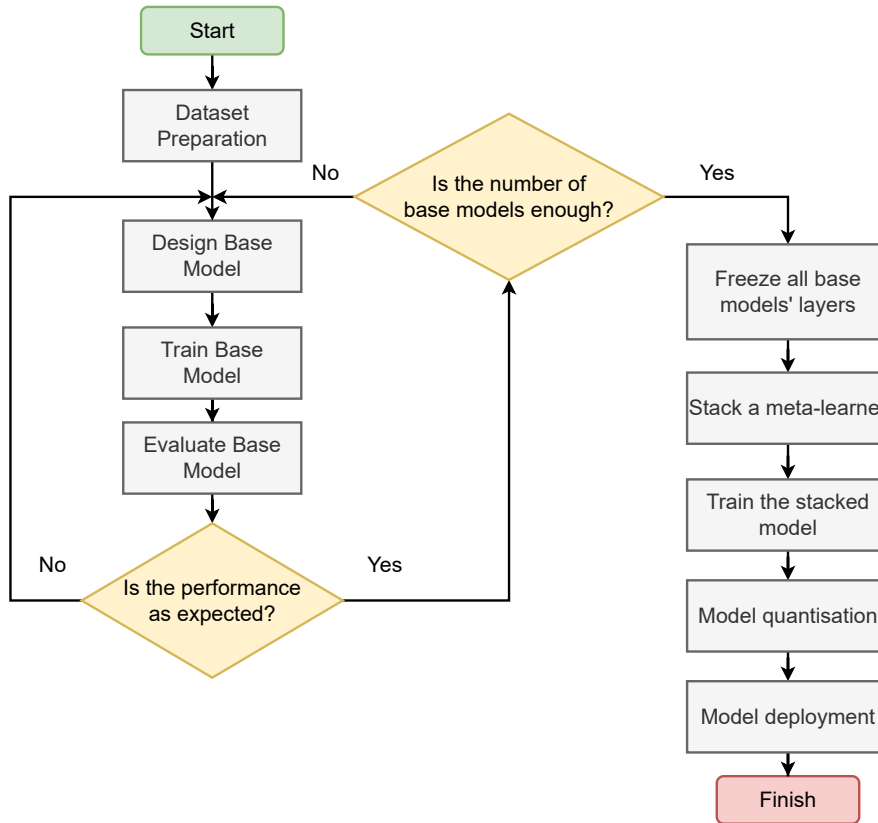 Start
Dataset
Preparation
No
Is the number of
base models enough?
Yes
Design Base
Model
Train Base
Model
Evaluate Base
Model
No
Is the performance
as expected?
Yes
Freeze all base
models' layers
Stack a meta-learne
Train the stacked
model
Model quantisation
Model deployment
Finish